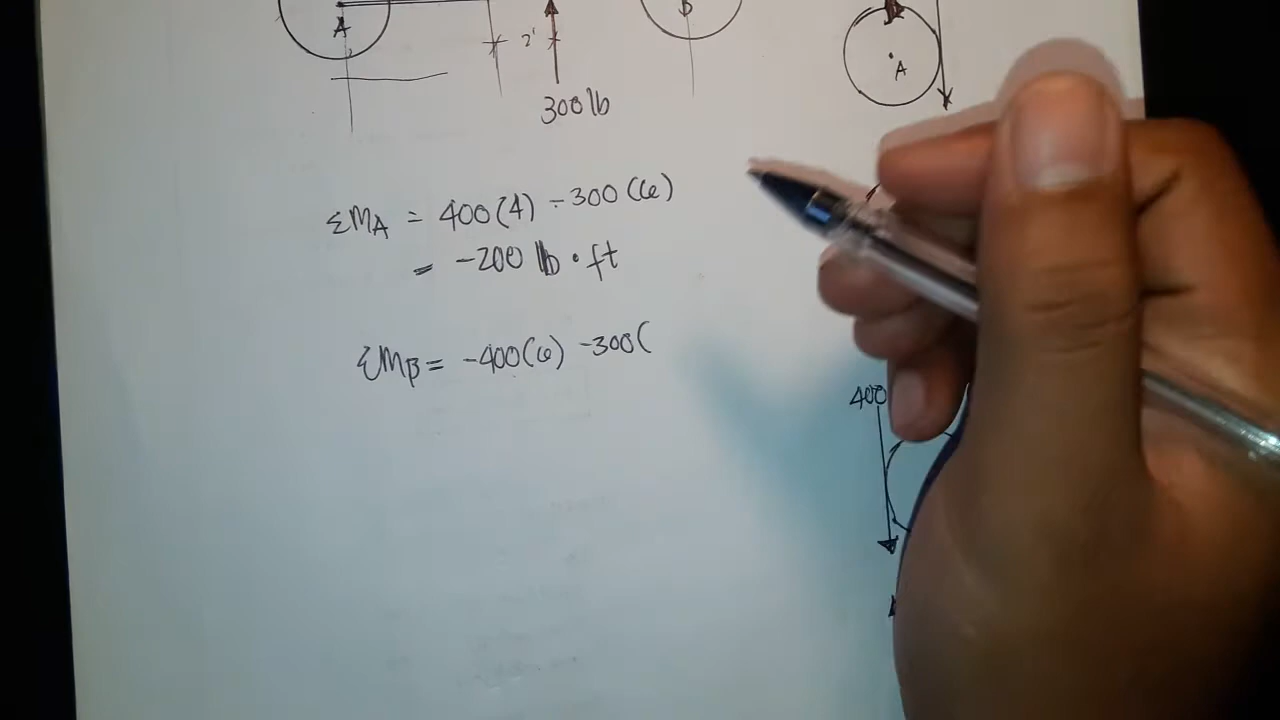 A
B
2'
A
300 lb
ΣMA = 400(4) - 300(6)
= -200 lb · ft
ΣMB = -400(6) -300(
400